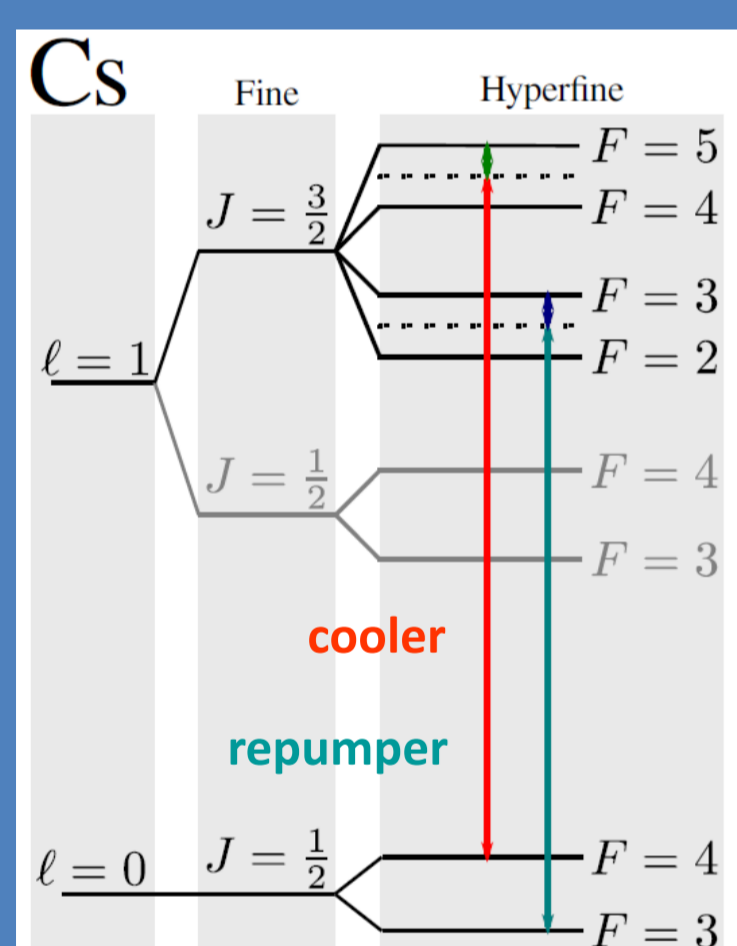 Cs
Fine
Hyperfine
F = 5
J = 3/2
F = 4
F = 3
ℓ = 1
F = 2
J = 1/2
F = 4
F = 3
cooler
repumper
ℓ = 0
J = 1/2
F = 4
F = 3